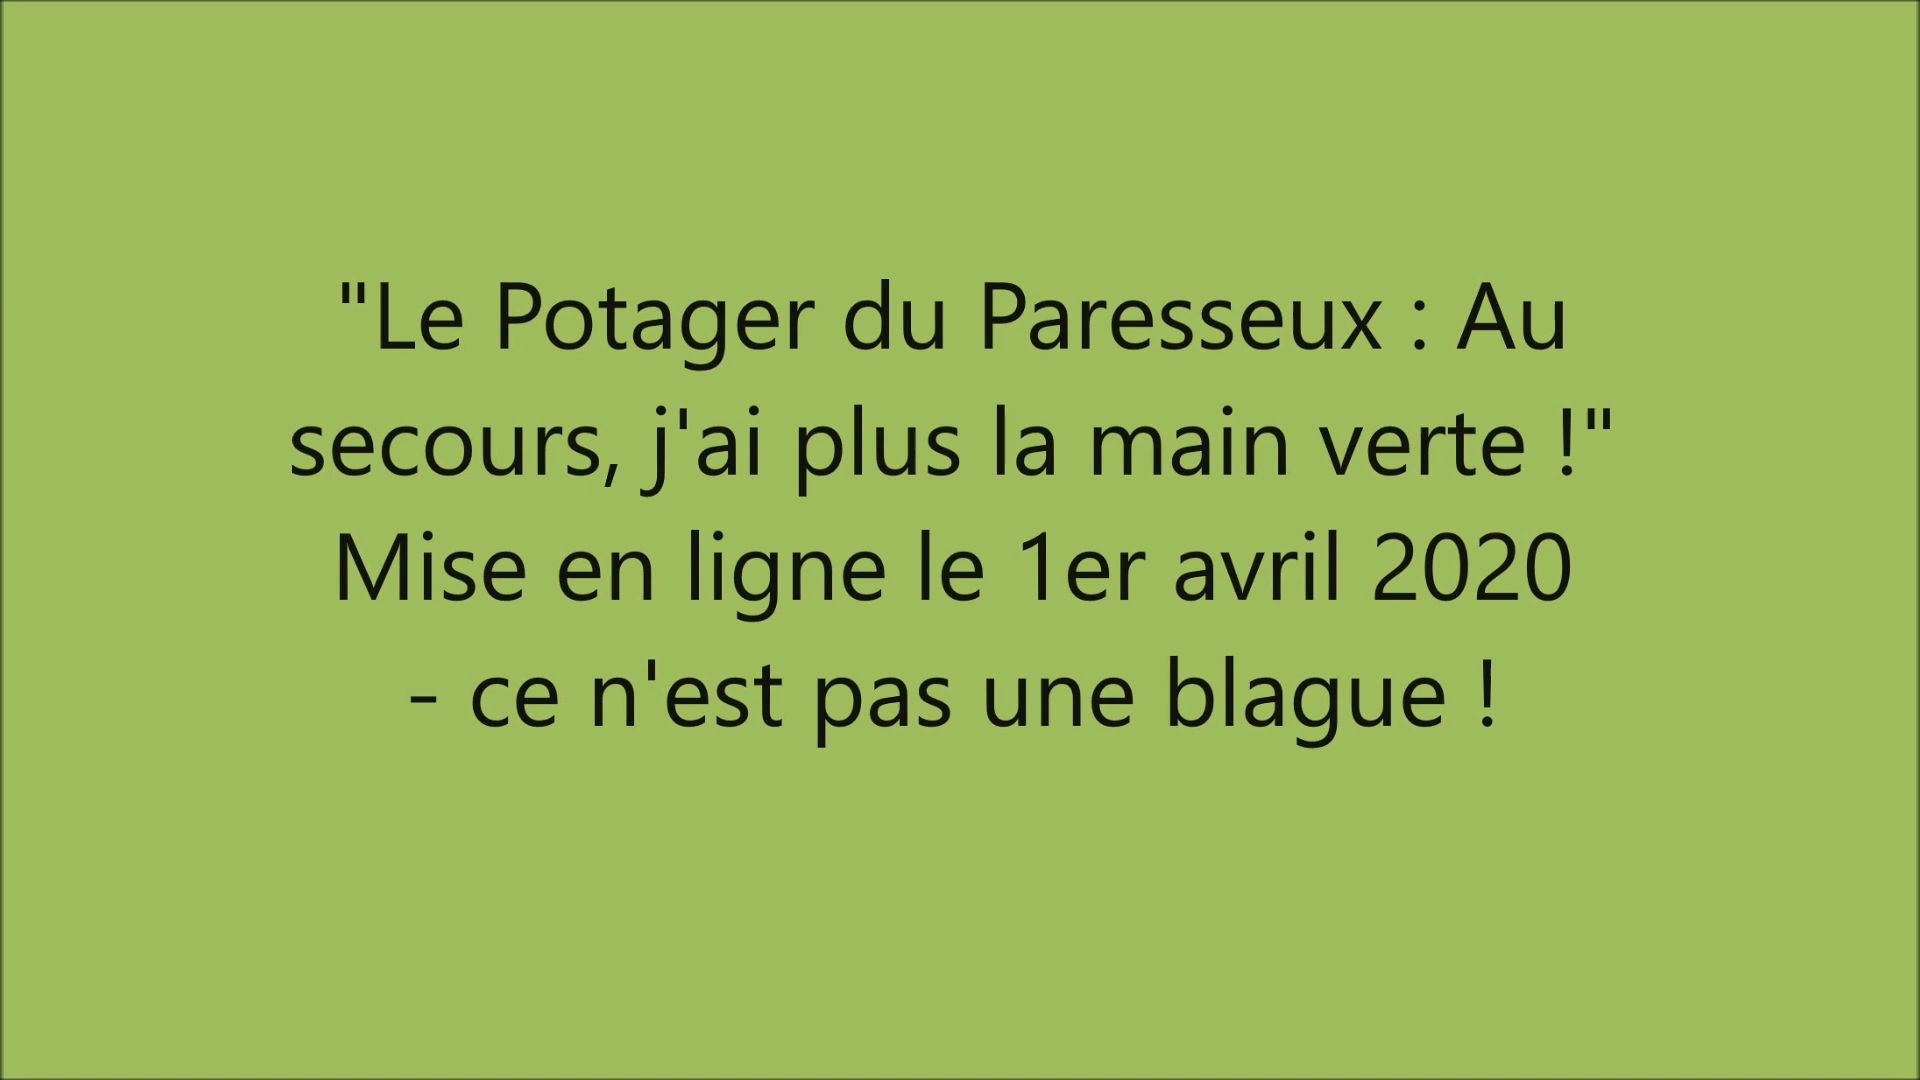 "Le Potager du Paresseux : Au
secours, j'ai plus la main verte !"
Mise en ligne le 1er avril 2020
- ce n'est pas une blague !